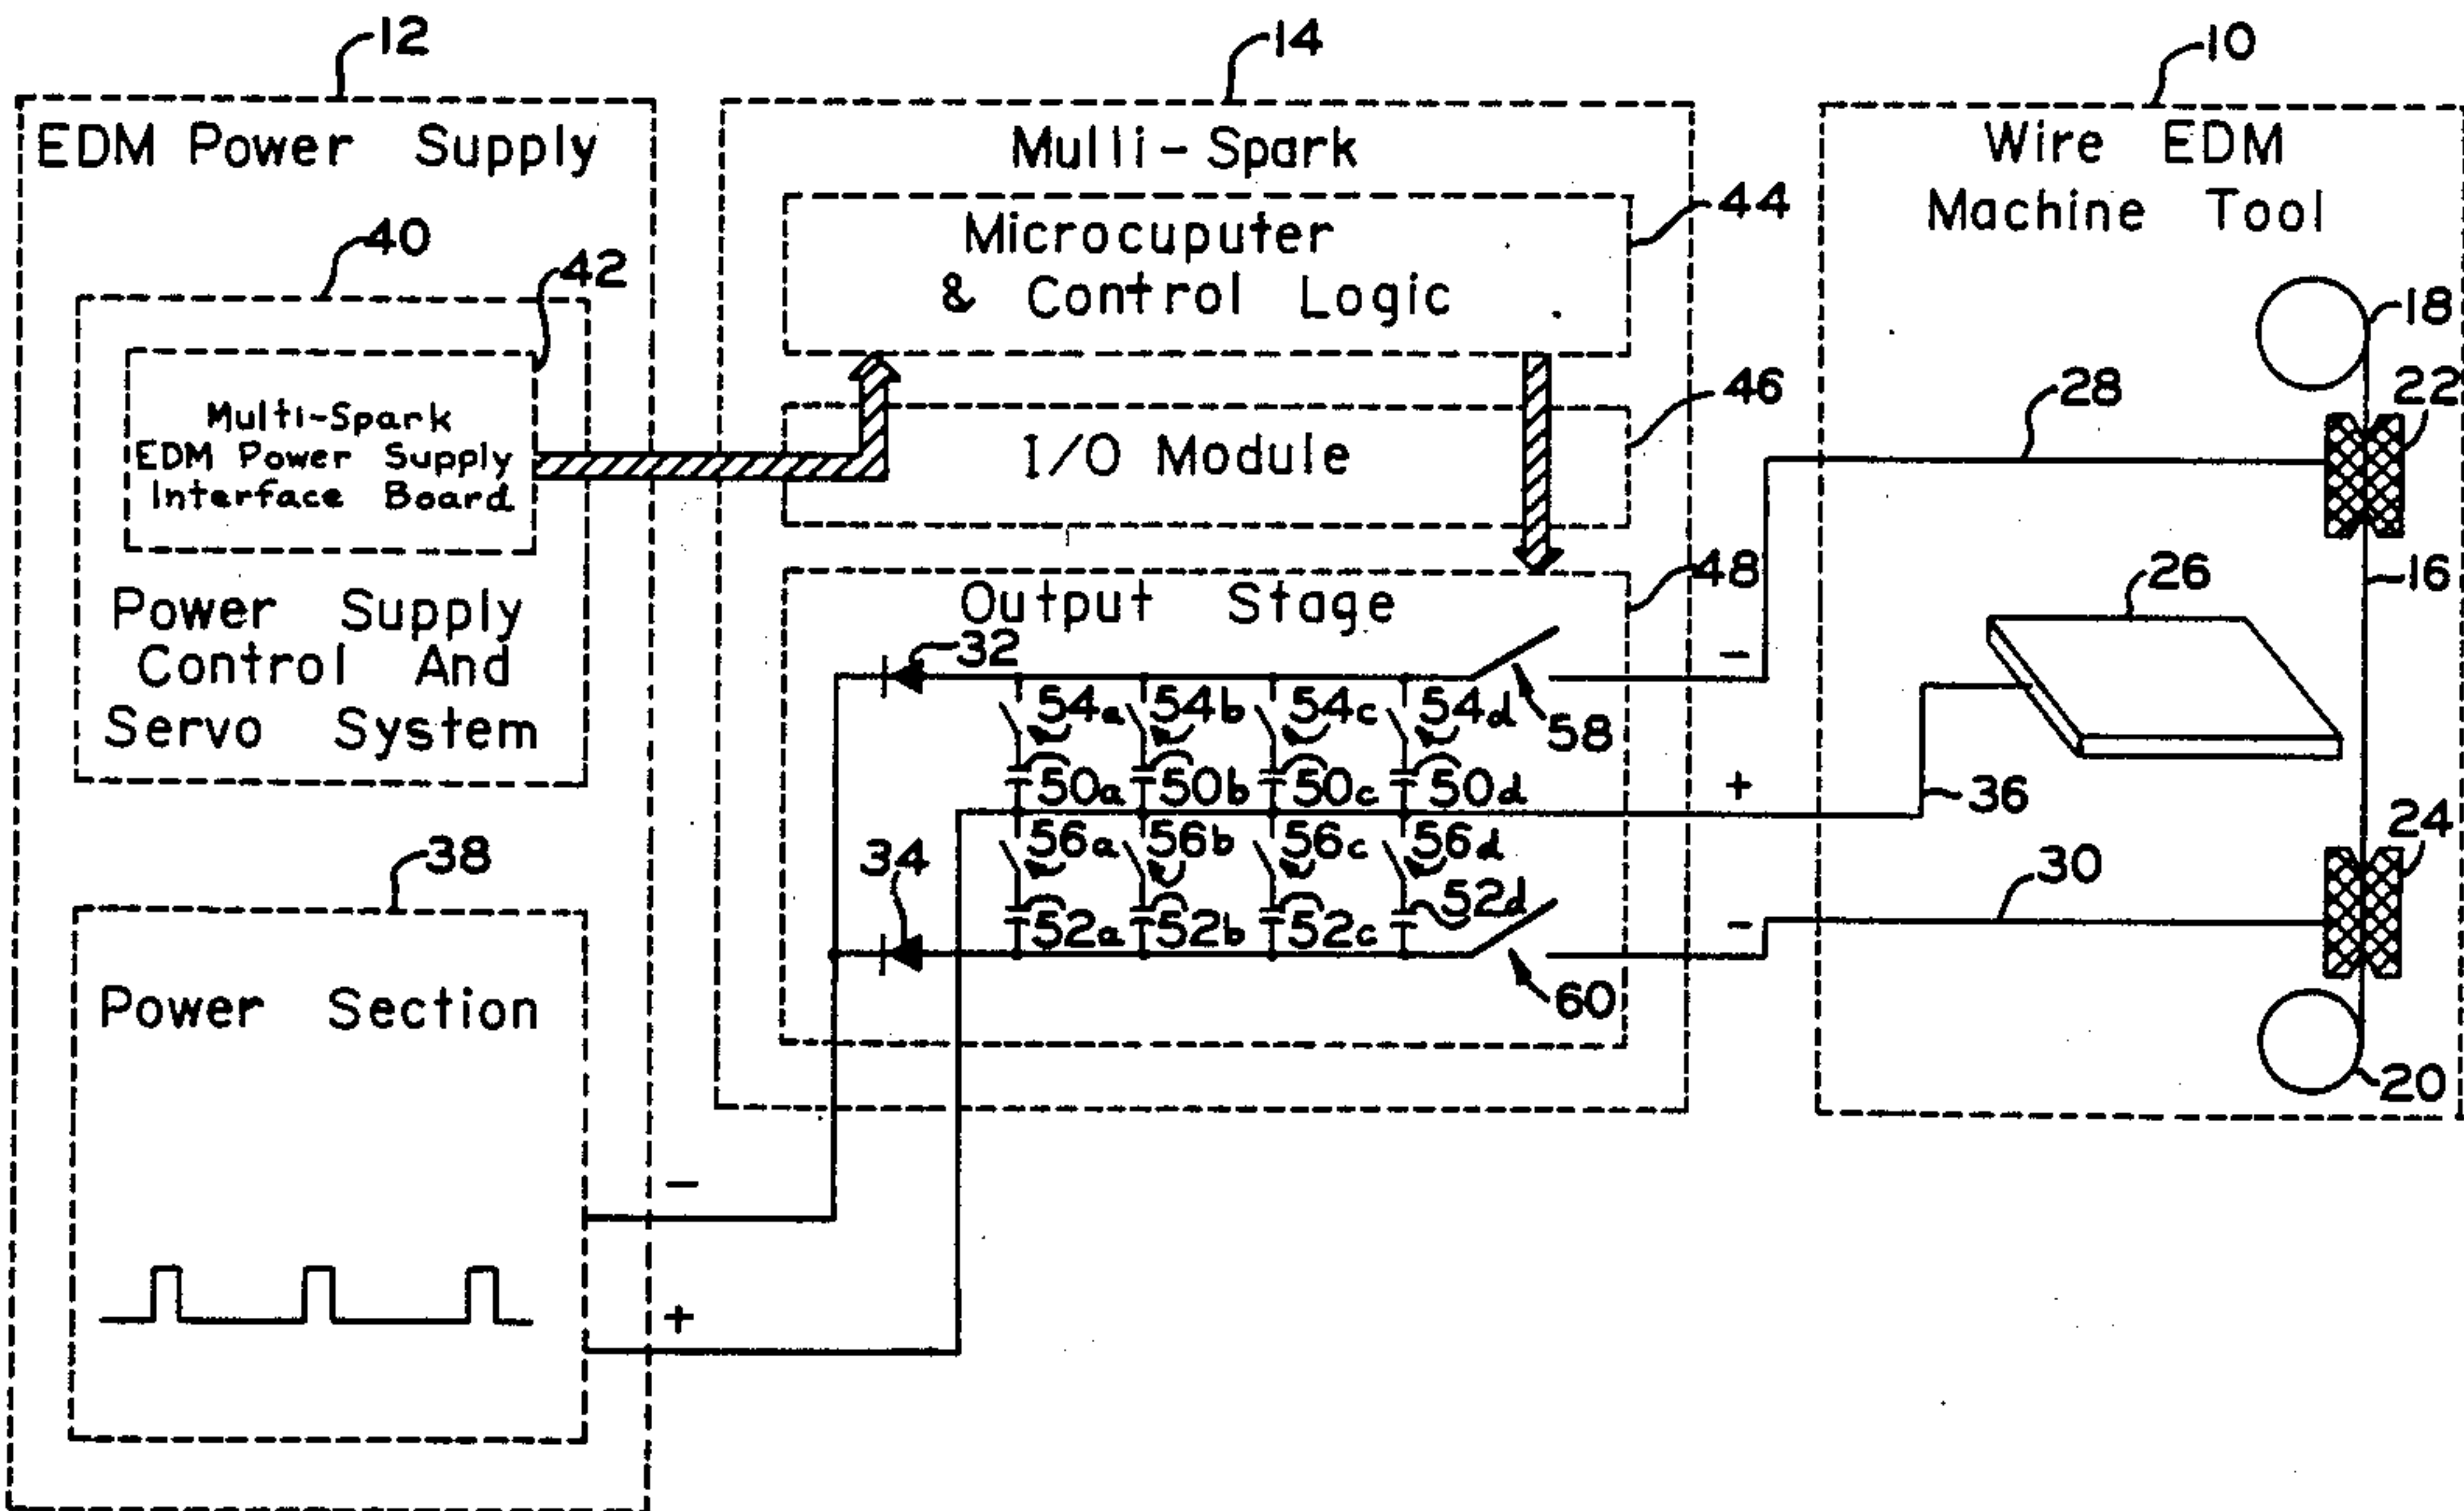 12
14
10
EDM Power Supply
Mulli-Spark
Wire EDM
Machine Tool
40
42
44
Microcuputer
& Control Logic
18
Multi-Spark
EDM Power Supply
Interface Board
46
I/O Module
28
22
Power Supply
Control And
Servo System
48
Output Stage
26
16
32
-
54a 54b 54c 54d
58
50a 50b 50c 50d
+
36
38
34
56a 56b 56c 56d
52d
30
24
52a 52b 52c
-
60
Power Section
20
-
+